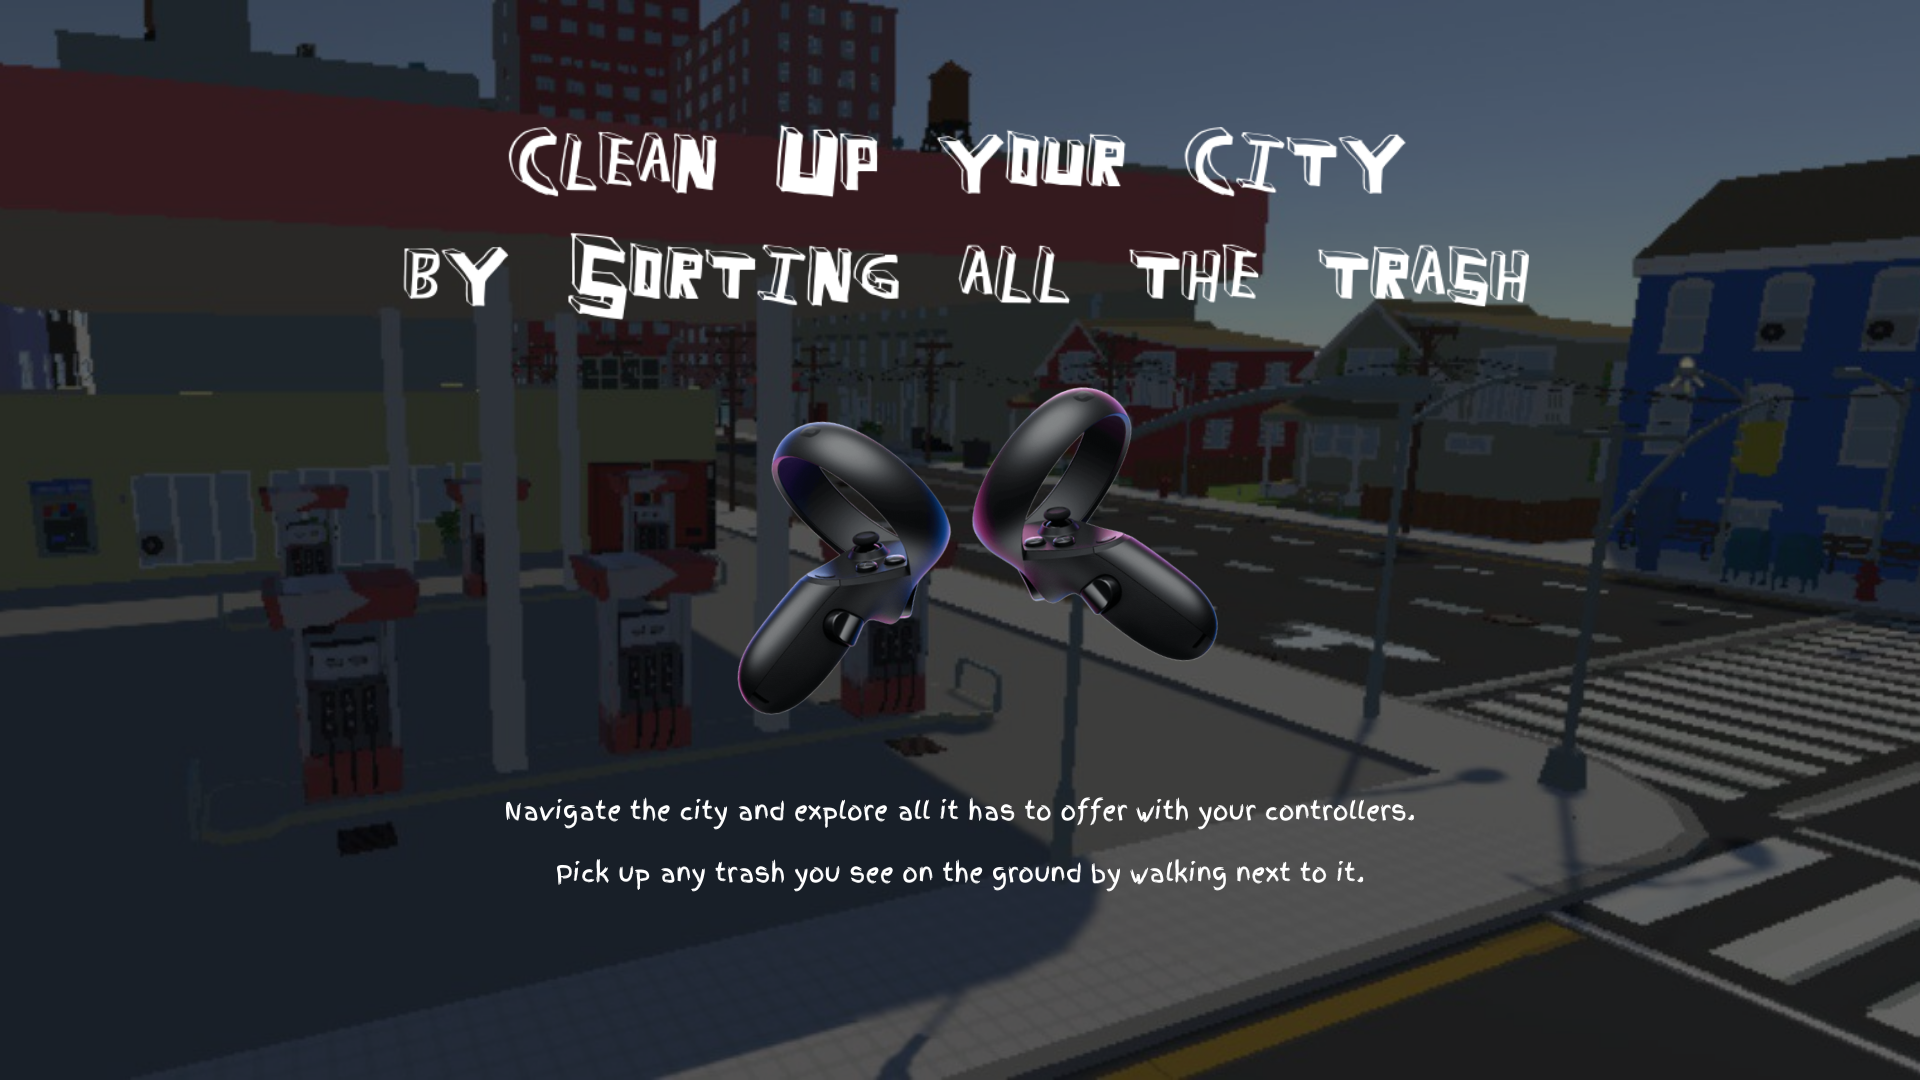 Clean Up Your City
by Sorting all the trash
Navigate the city and explore all it has to offer with your controllers.
Pick up any trash you see on the ground by walking next to it.